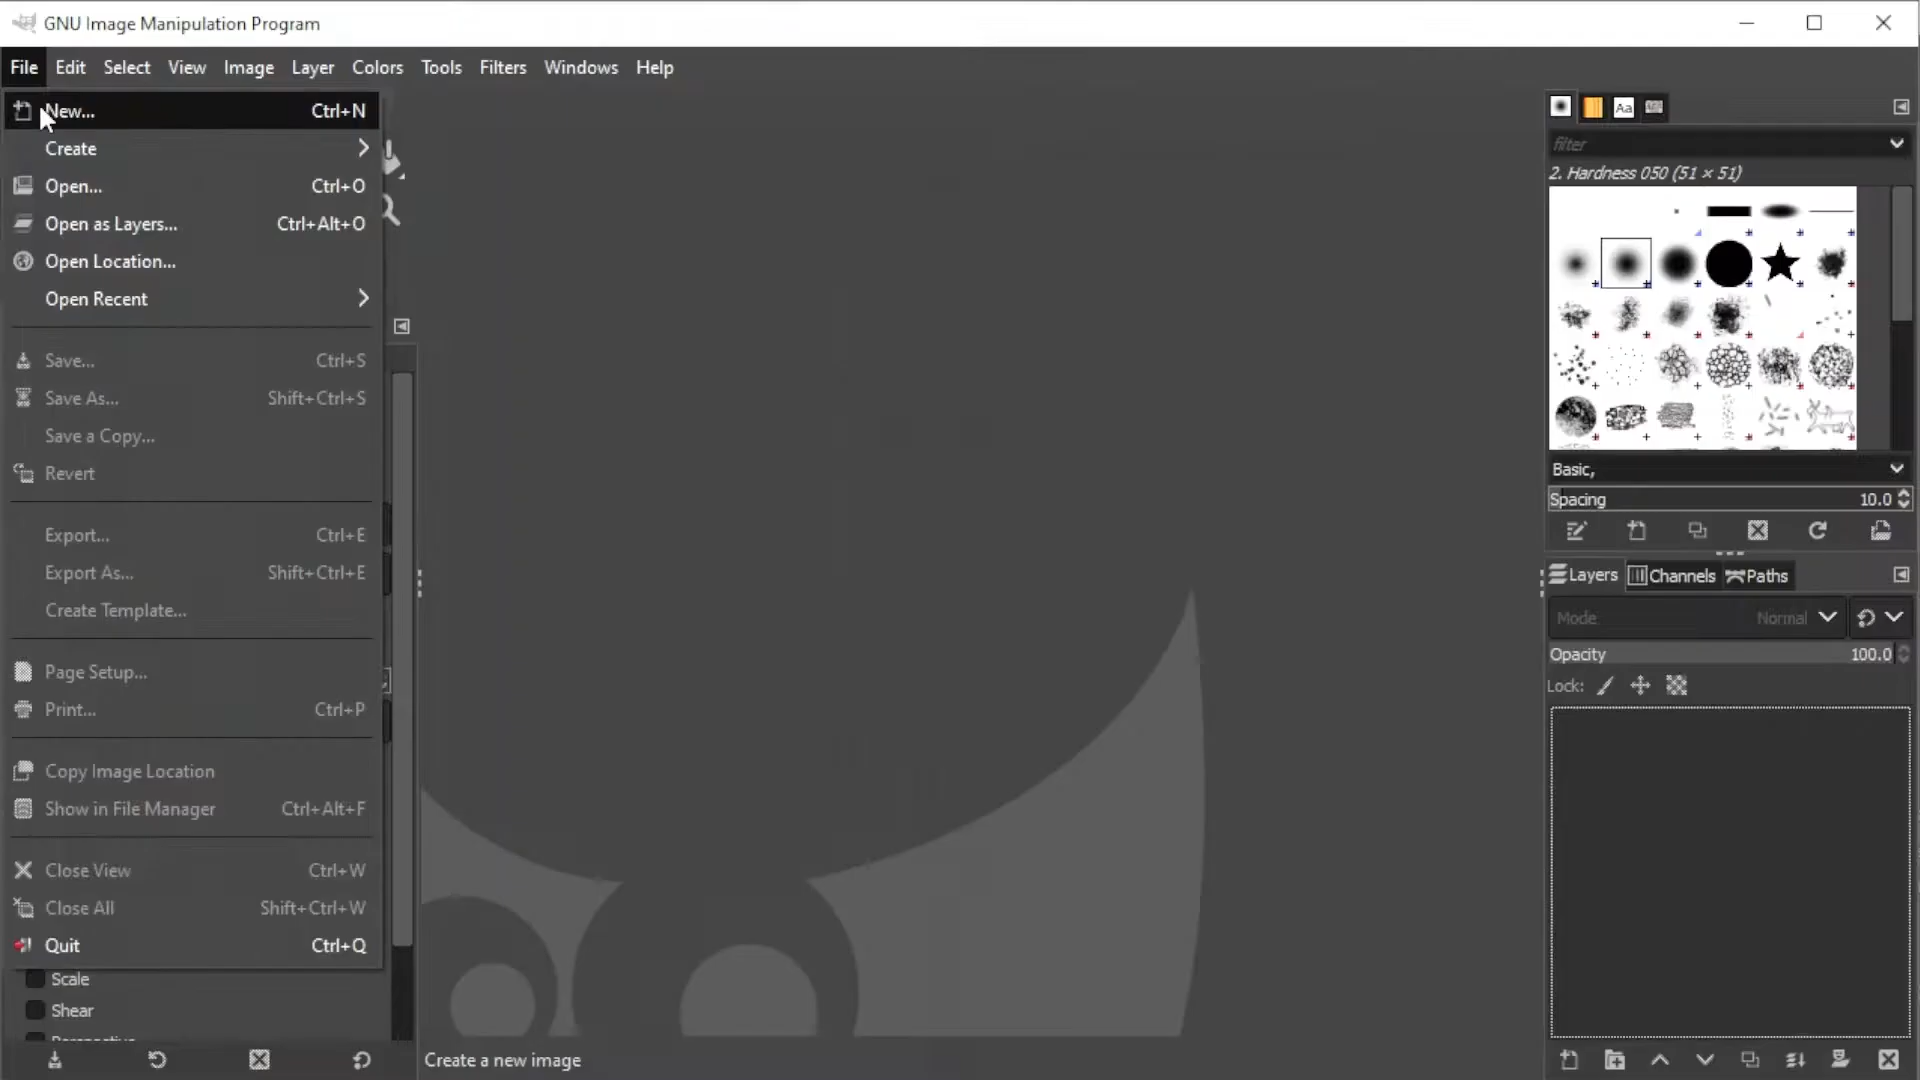 GNU Image Manipulation Program
File Edit Select View Image Layer Colors Tools Filters Windows Help
New... Ctrl+N
Create
Open... Ctrl+O
Open as Layers... Ctrl+Alt+O
Open Location...
Open Recent
Save... Ctrl+S
Save As... Shift+Ctrl+S
Save a Copy...
Revert
Export... Ctrl+E
Export As... Shift+Ctrl+E
Create Template...
Page Setup...
Print... Ctrl+P
Copy Image Location
Show in File Manager Ctrl+Alt+F
Close View Ctrl+W
Close All Shift+Ctrl+W
Quit Ctrl+Q
Scale
Shear
Create a new image
Aa
filter
2. Hardness 050 (51 × 51)
Basic,
Spacing 10.0
Layers Channels Paths
Mode Normal
Opacity 100.0
Lock: